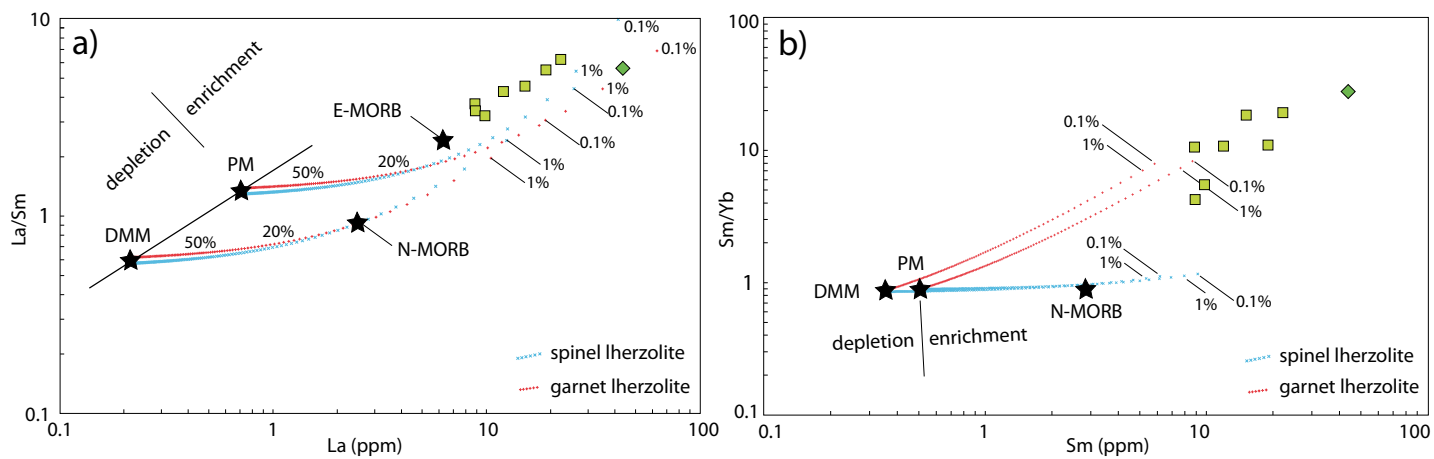 a)
10
1
0.1
La/Sm
depletion
enrichment
0.1%
0.1%
1%
1%
0.1%
E-MORB
PM
50%
20%
1%
1%
DMM
50%
20%
N-MORB
spinel lherzolite
garnet lherzolite
0.1
1
10
100
La (ppm)
b)
100
10
1
0.1
Sm/Yb
0.1%
1%
0.1%
1%
PM
DMM
0.1%
1%
N-MORB
1%
0.1%
depletion
enrichment
spinel lherzolite
garnet lherzolite
0.1
1
10
100
Sm (ppm)